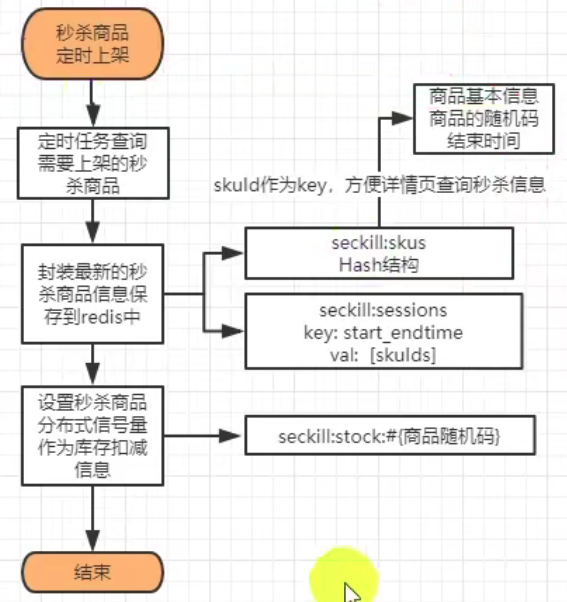 秒杀商品
定时上架
商品基本信息
商品的随机码
结束时间
定时任务查询
需要上架的秒
杀商品
skuId作为key，方便详情页查询秒杀信息
seckill:skus
Hash结构
封装最新的秒
杀商品信息保
存到redis中
seckill:sessions
key: start_endtime
val: [skuIds]
设置秒杀商品
分布式信号量
作为库存扣减
信息
seckill:stock:#{商品随机码}
结束